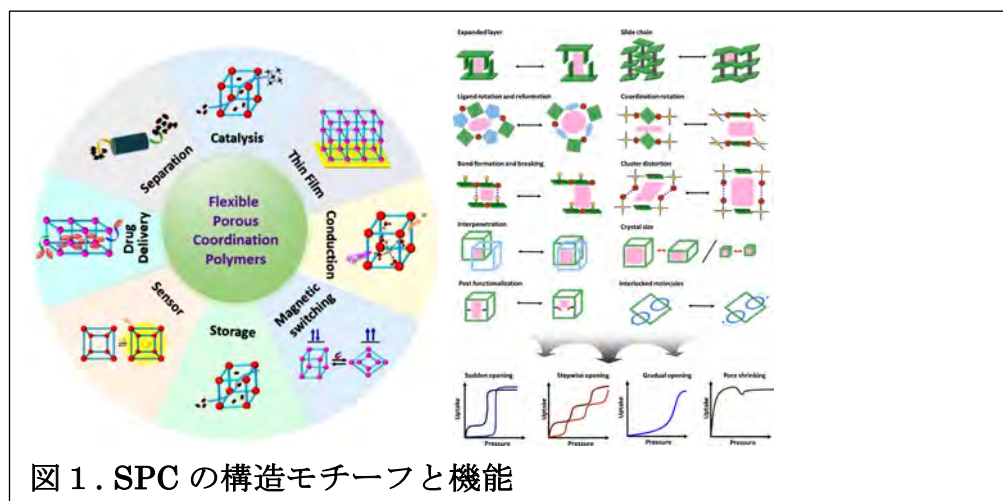 Catalysis
Thin Film
Conduction
Magnetic
switching
Storage
Sensor
Drug
Delivery
Separation
Flexible
Porous
Coordination
Polymers
Expanded layer
Slide chain
Ligand rotation and reformation
Coordination rotation
Bond formation and breaking
Cluster distortion
Interpenetration
Crystal size
Post functionalization
Interlocked molecules
Sudden opening
Stepwise opening
Gradual opening
Pore shrinking
Uptake
Pressure
Uptake
Pressure
Uptake
Pressure
Uptake
Pressure
図1. SPC の構造モチーフと機能